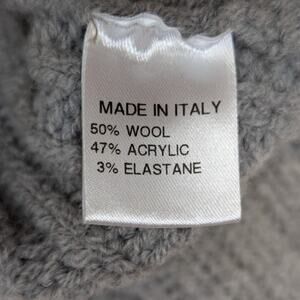 MADE IN ITALY
50% WOOL
47% ACRYLIC
3% ELASTANE